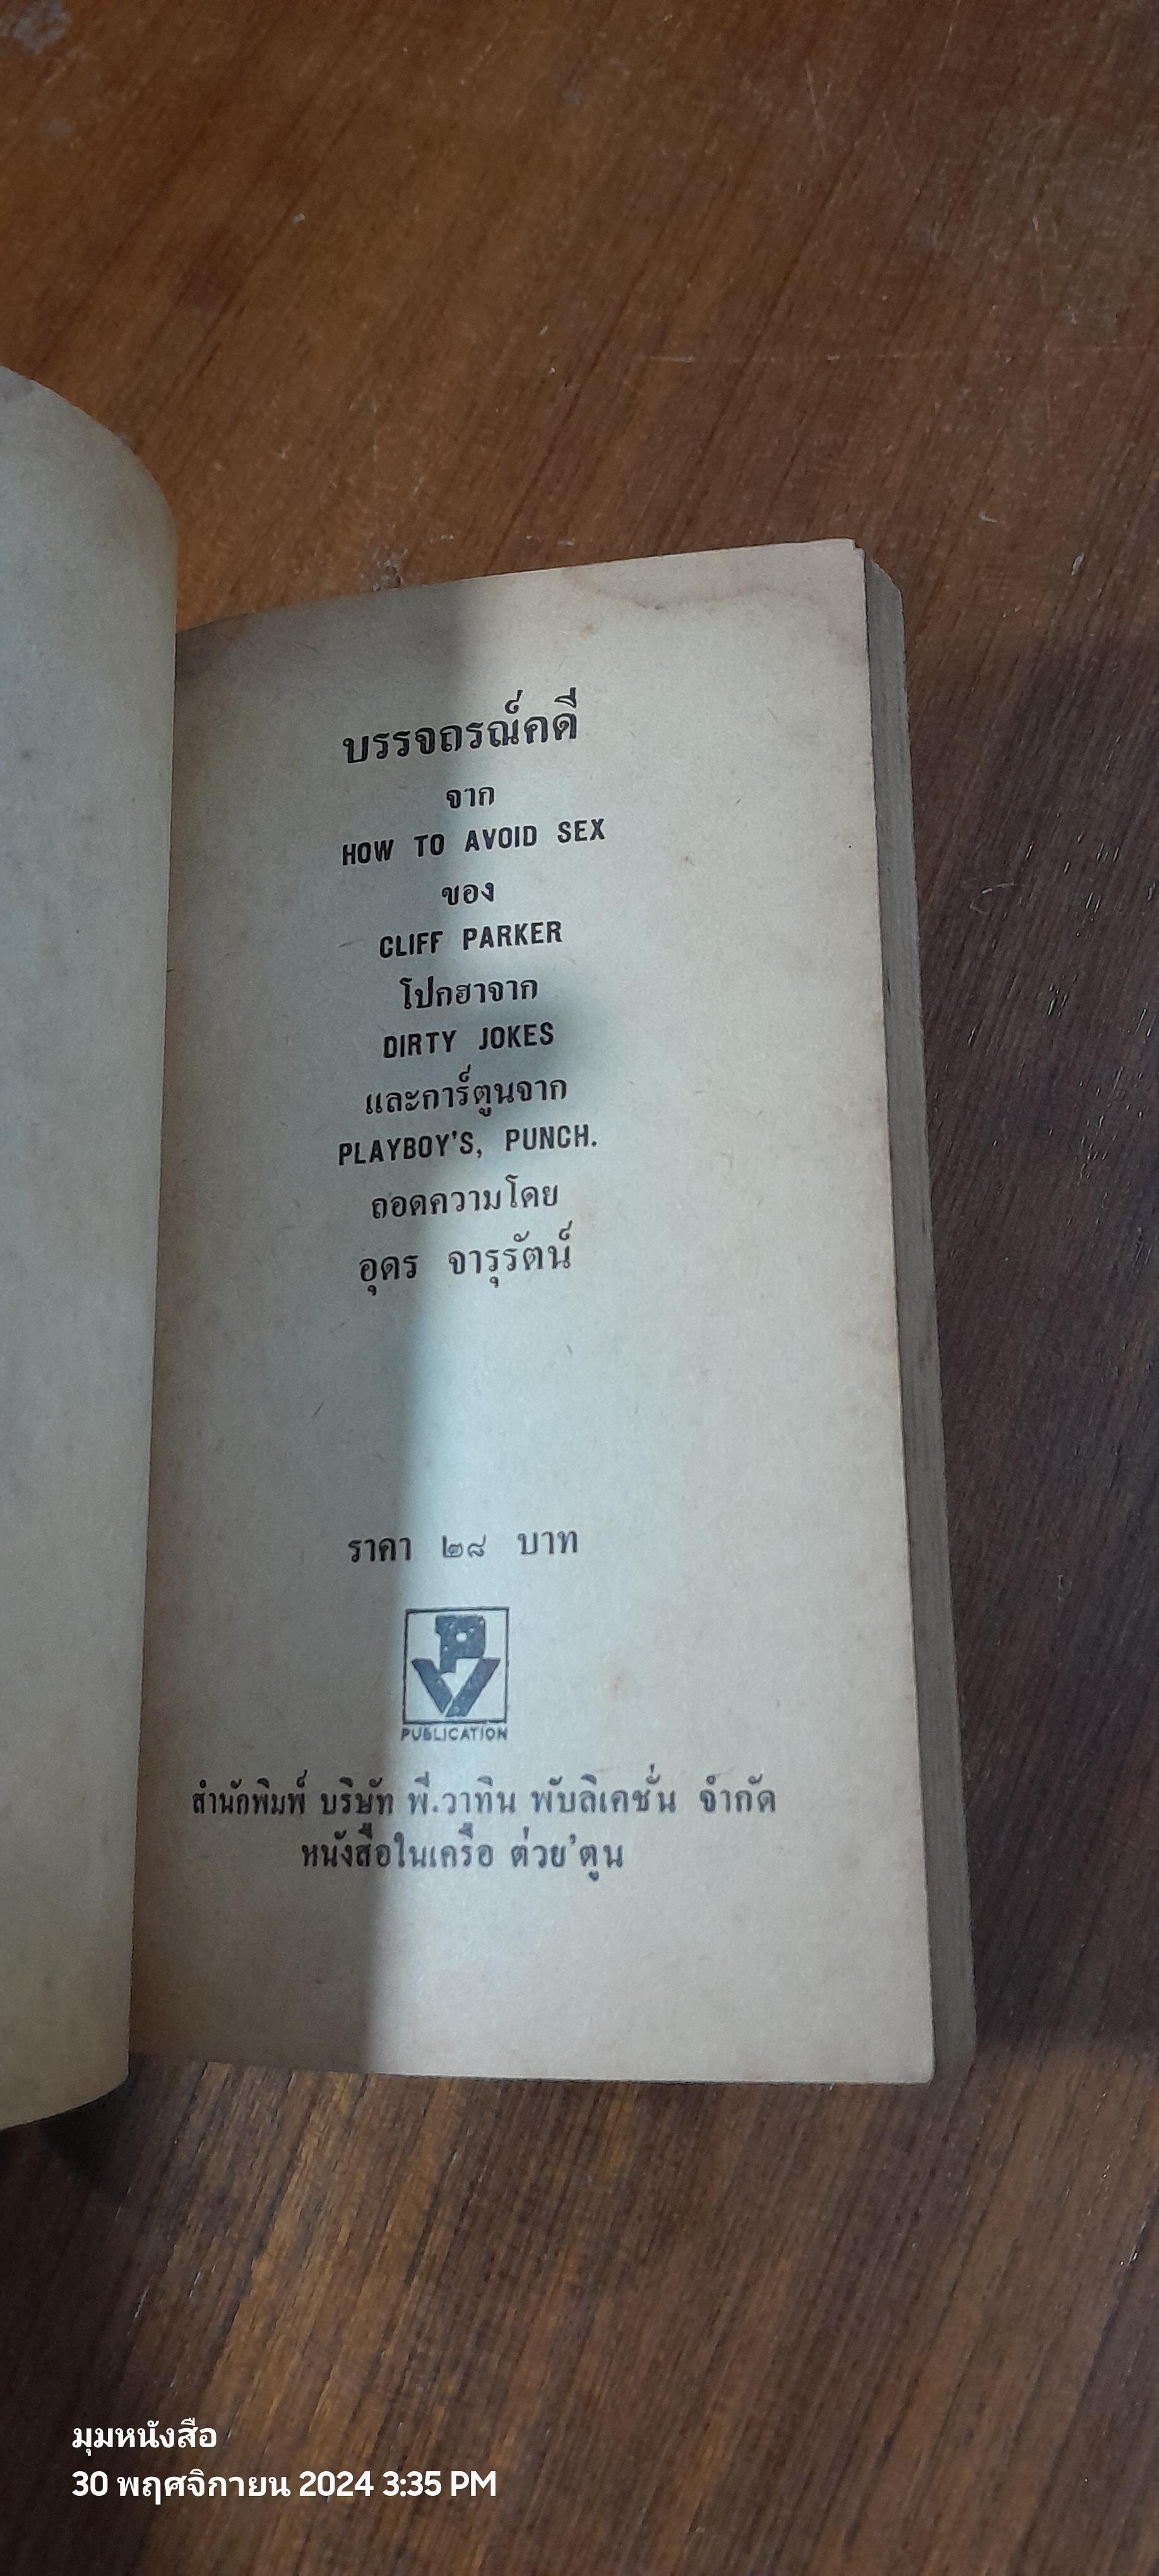 บรรจถรณ์คดี
จาก
HOW TO AVOID SEX
ของ
CLIFF PARKER
โปกฮาจาก
DIRTY JOKES
และการ์ตูนจาก
PLAYBOY'S, PUNCH.
ถอดความโดย
อุดร จารุรัตน์
ราคา ๒๘ บาท
PV
PUBLICATION
สำนักพิมพ์ บริษัท พี.วาทิน พับลิเคชั่น จำกัด
หนังสือในเครือ ต่วย'ตูน
มุมหนังสือ
30 พฤศจิกายน 2024 3:35 PM